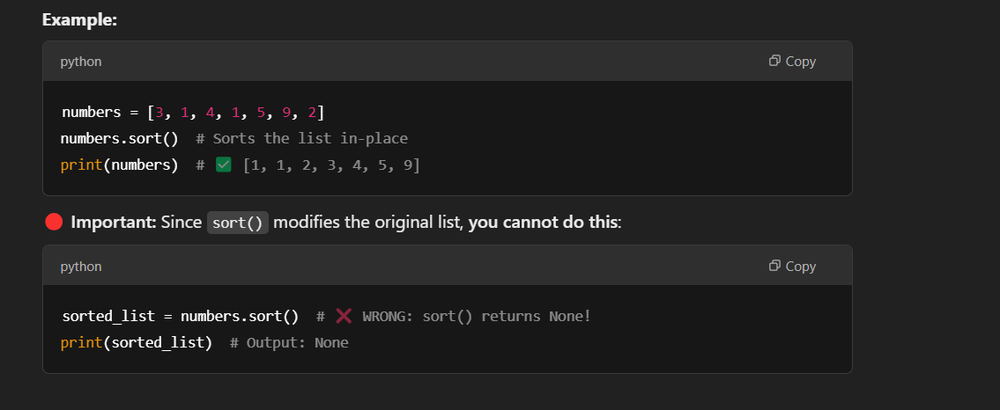 Example:
python Copy
numbers = [3, 1, 4, 1, 5, 9, 2]
numbers.sort()  # Sorts the list in-place
print(numbers)  # ✅ [1, 1, 2, 3, 4, 5, 9]
🔴 Important: Since sort() modifies the original list, you cannot do this:
python Copy
sorted_list = numbers.sort()  # ❌ WRONG: sort() returns None!
print(sorted_list)  # Output: None